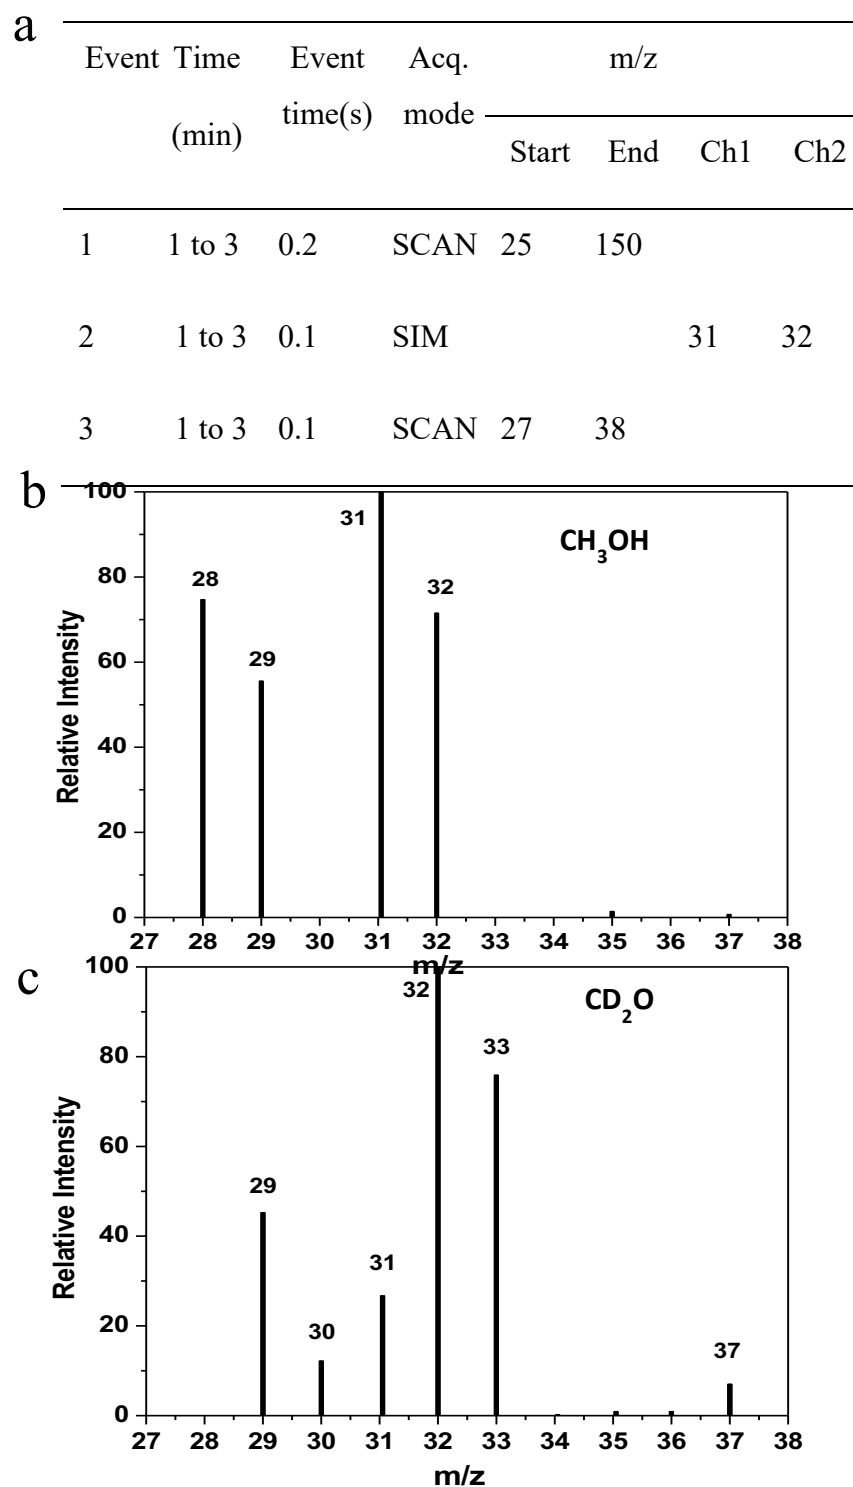 a
Event Time Event Acq. m/z
(min) time(s) mode
Start End Ch1 Ch2
1 1 to 3 0.2 SCAN 25 150
2 1 to 3 0.1 SIM 31 32
3 1 to 3 0.1 SCAN 27 38
b
100
80
60
40
20
0
Relative Intensity
28
29
31
32
CH3OH
27 28 29 30 31 32 33 34 35 36 37 38
m/z
c
100
80
60
40
20
0
Relative Intensity
29
30
31
32
33
37
CD2O
27 28 29 30 31 32 33 34 35 36 37 38
m/z